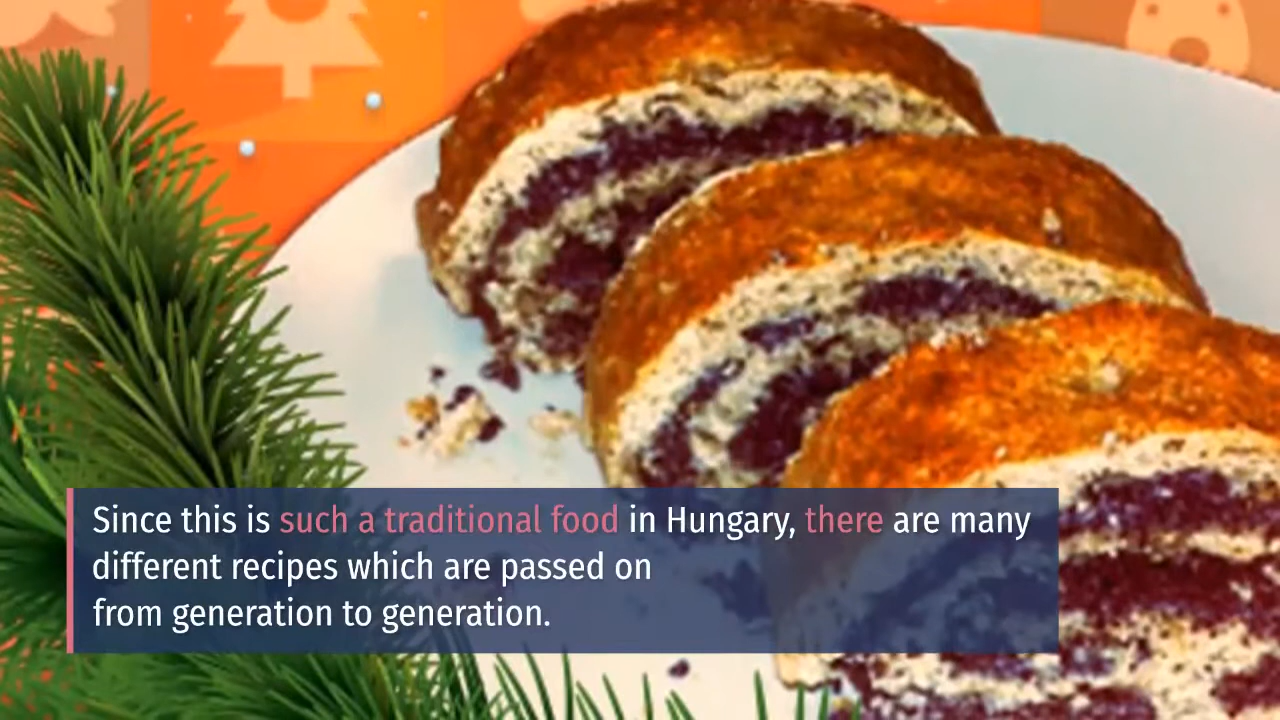 Since this is such a traditional food in Hungary, there are many
different recipes which are passed on
from generation to generation.